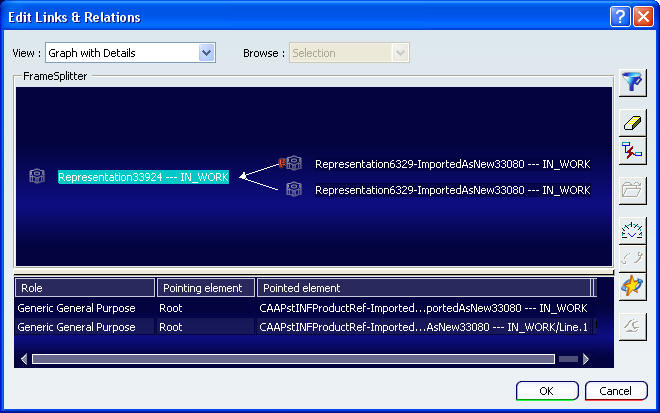 Edit Links & Relations
View : Graph with Details Browse : Selection
FrameSplitter
Representation6329-ImportedAsNew33080 --- IN_WORK
Representation33924 --- IN_WORK
Representation6329-ImportedAsNew33080 --- IN_WORK
Role Pointing element Pointed element
Generic General Purpose Root CAAPstINFProductRef-Imported...portedAsNew33080 --- IN_WORK
Generic General Purpose Root CAAPstINFProductRef-Imported...AsNew33080 --- IN_WORK/Line.1
OK Cancel